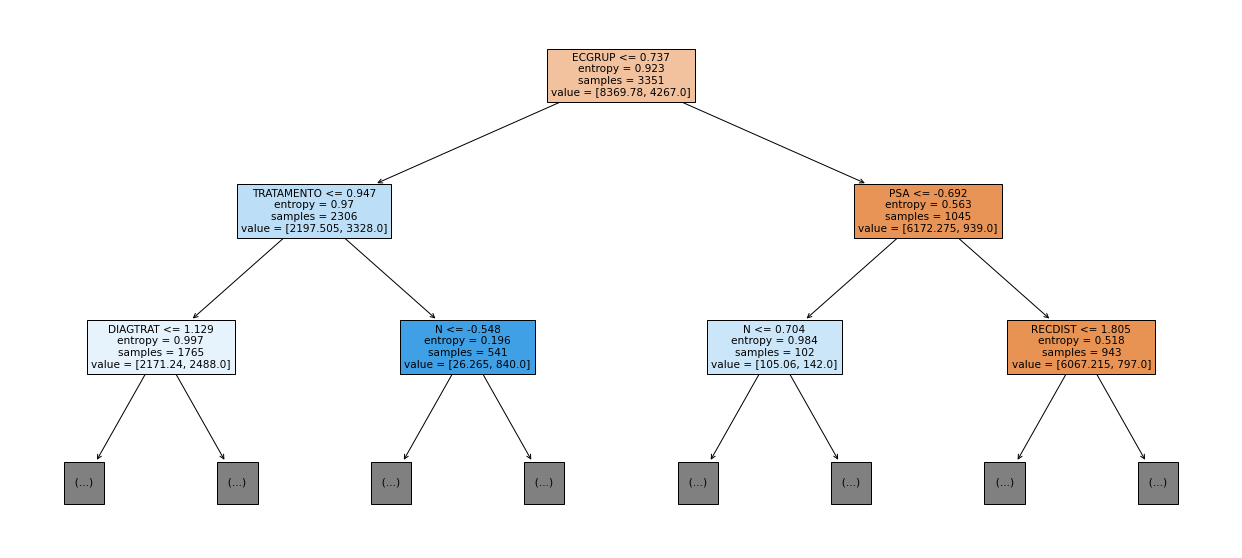 ECGRUP <= 0.737
entropy = 0.923
samples = 3351
value = [8369.78, 4267.0]
TRATAMENTO <= 0.947
entropy = 0.97
samples = 2306
value = [2197.505, 3328.0]
PSA <= -0.692
entropy = 0.563
samples = 1045
value = [6172.275, 939.0]
DIAGTRAT <= 1.129
entropy = 0.997
samples = 1765
value = [2171.24, 2488.0]
N <= -0.548
entropy = 0.196
samples = 541
value = [26.265, 840.0]
N <= 0.704
entropy = 0.984
samples = 102
value = [105.06, 142.0]
RECDIST <= 1.805
entropy = 0.518
samples = 943
value = [6067.215, 797.0]
(...)
(...)
(...)
(...)
(...)
(...)
(...)
(...)